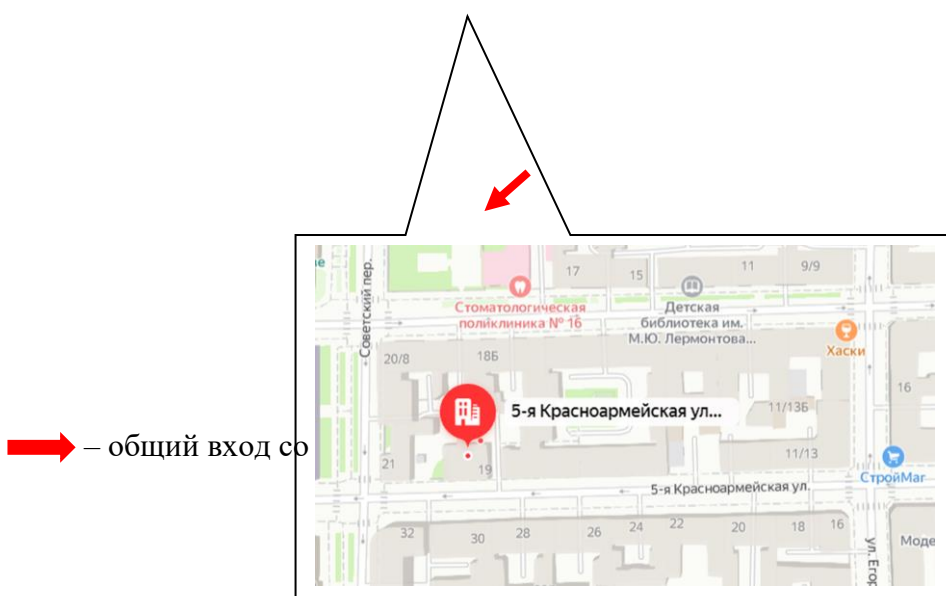 17
15
11
9/9
Советский пер.
Стоматологическая
поликлиника № 16
Детская
библиотека им.
М.Ю. Лермонтова...
Хаски
20/8
18Б
16
5-я Красноармейская ул...
11/13Б
– общий вход со
21
19
11/13
СтройМаг
5-я Красноармейская ул.
32
30
28
26
24
22
20
18
16
ул. Егор
Моде